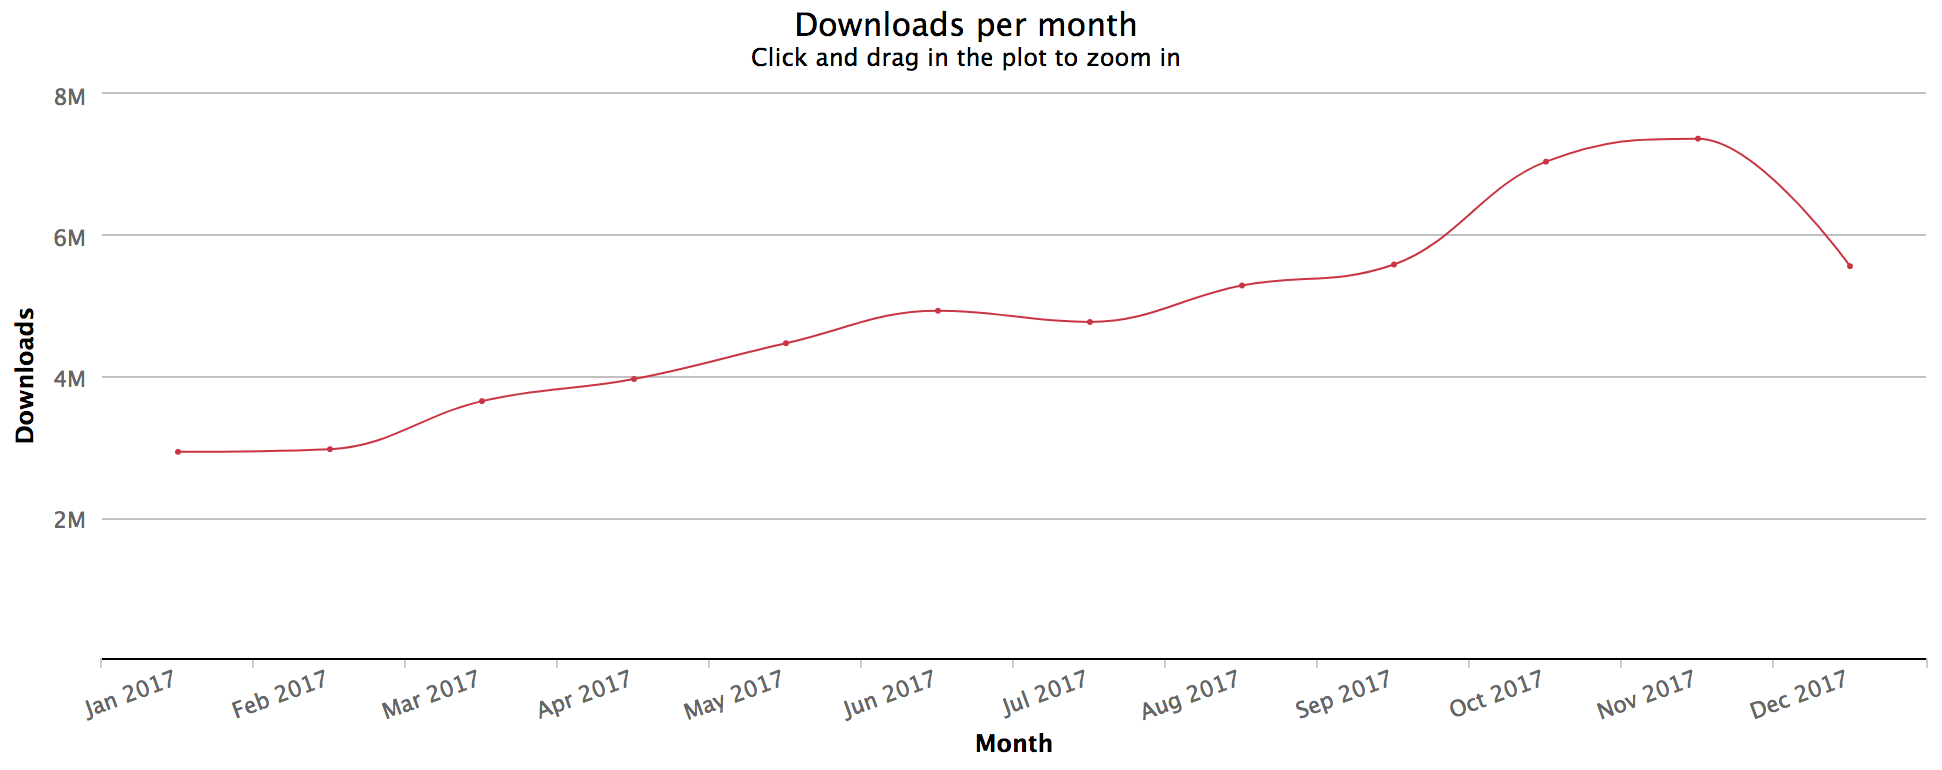 Downloads per month
Click and drag in the plot to zoom in
8M
6M
4M
2M
Downloads
Jan 2017
Feb 2017
Mar 2017
Apr 2017
May 2017
Jun 2017
Jul 2017
Aug 2017
Sep 2017
Oct 2017
Nov 2017
Dec 2017
Month